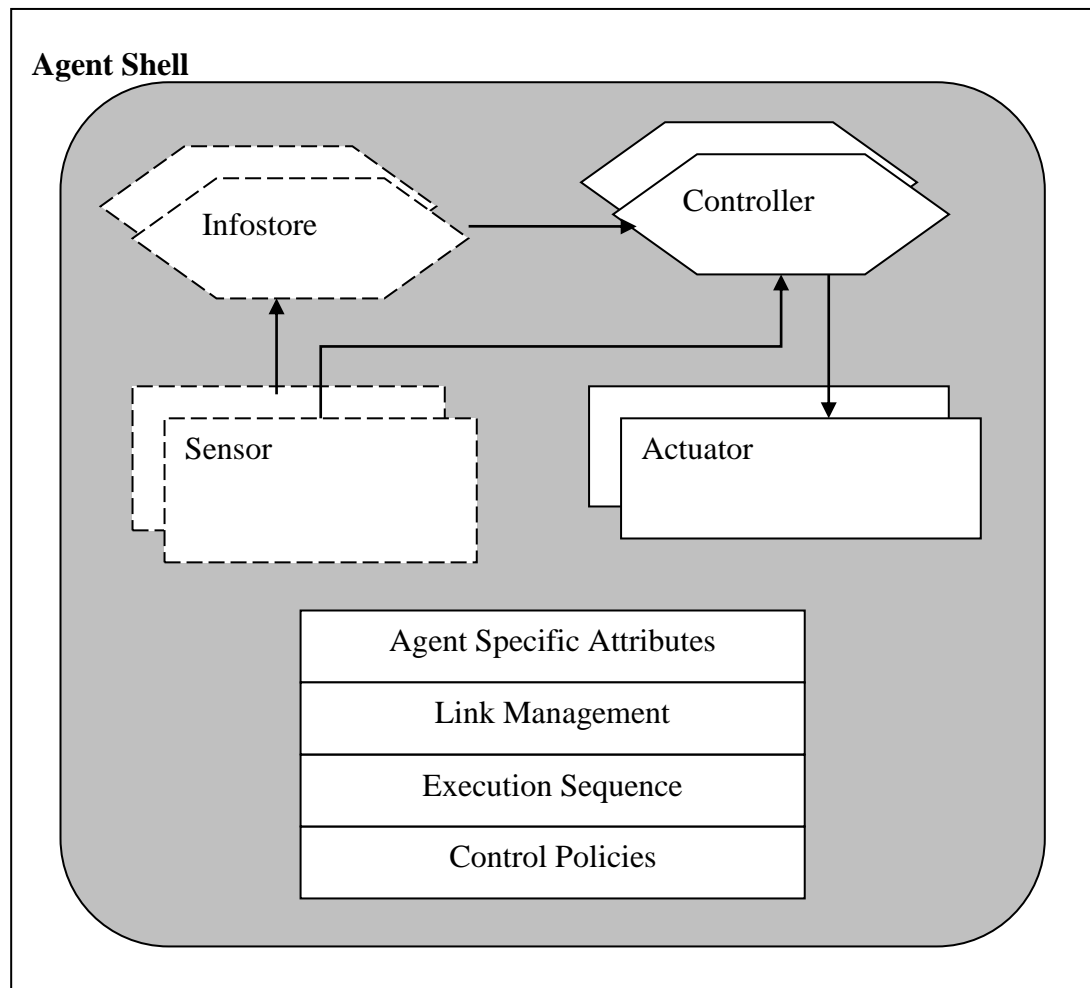 Agent Shell
Infostore
Controller
Sensor
Actuator
Agent Specific Attributes
Link Management
Execution Sequence
Control Policies